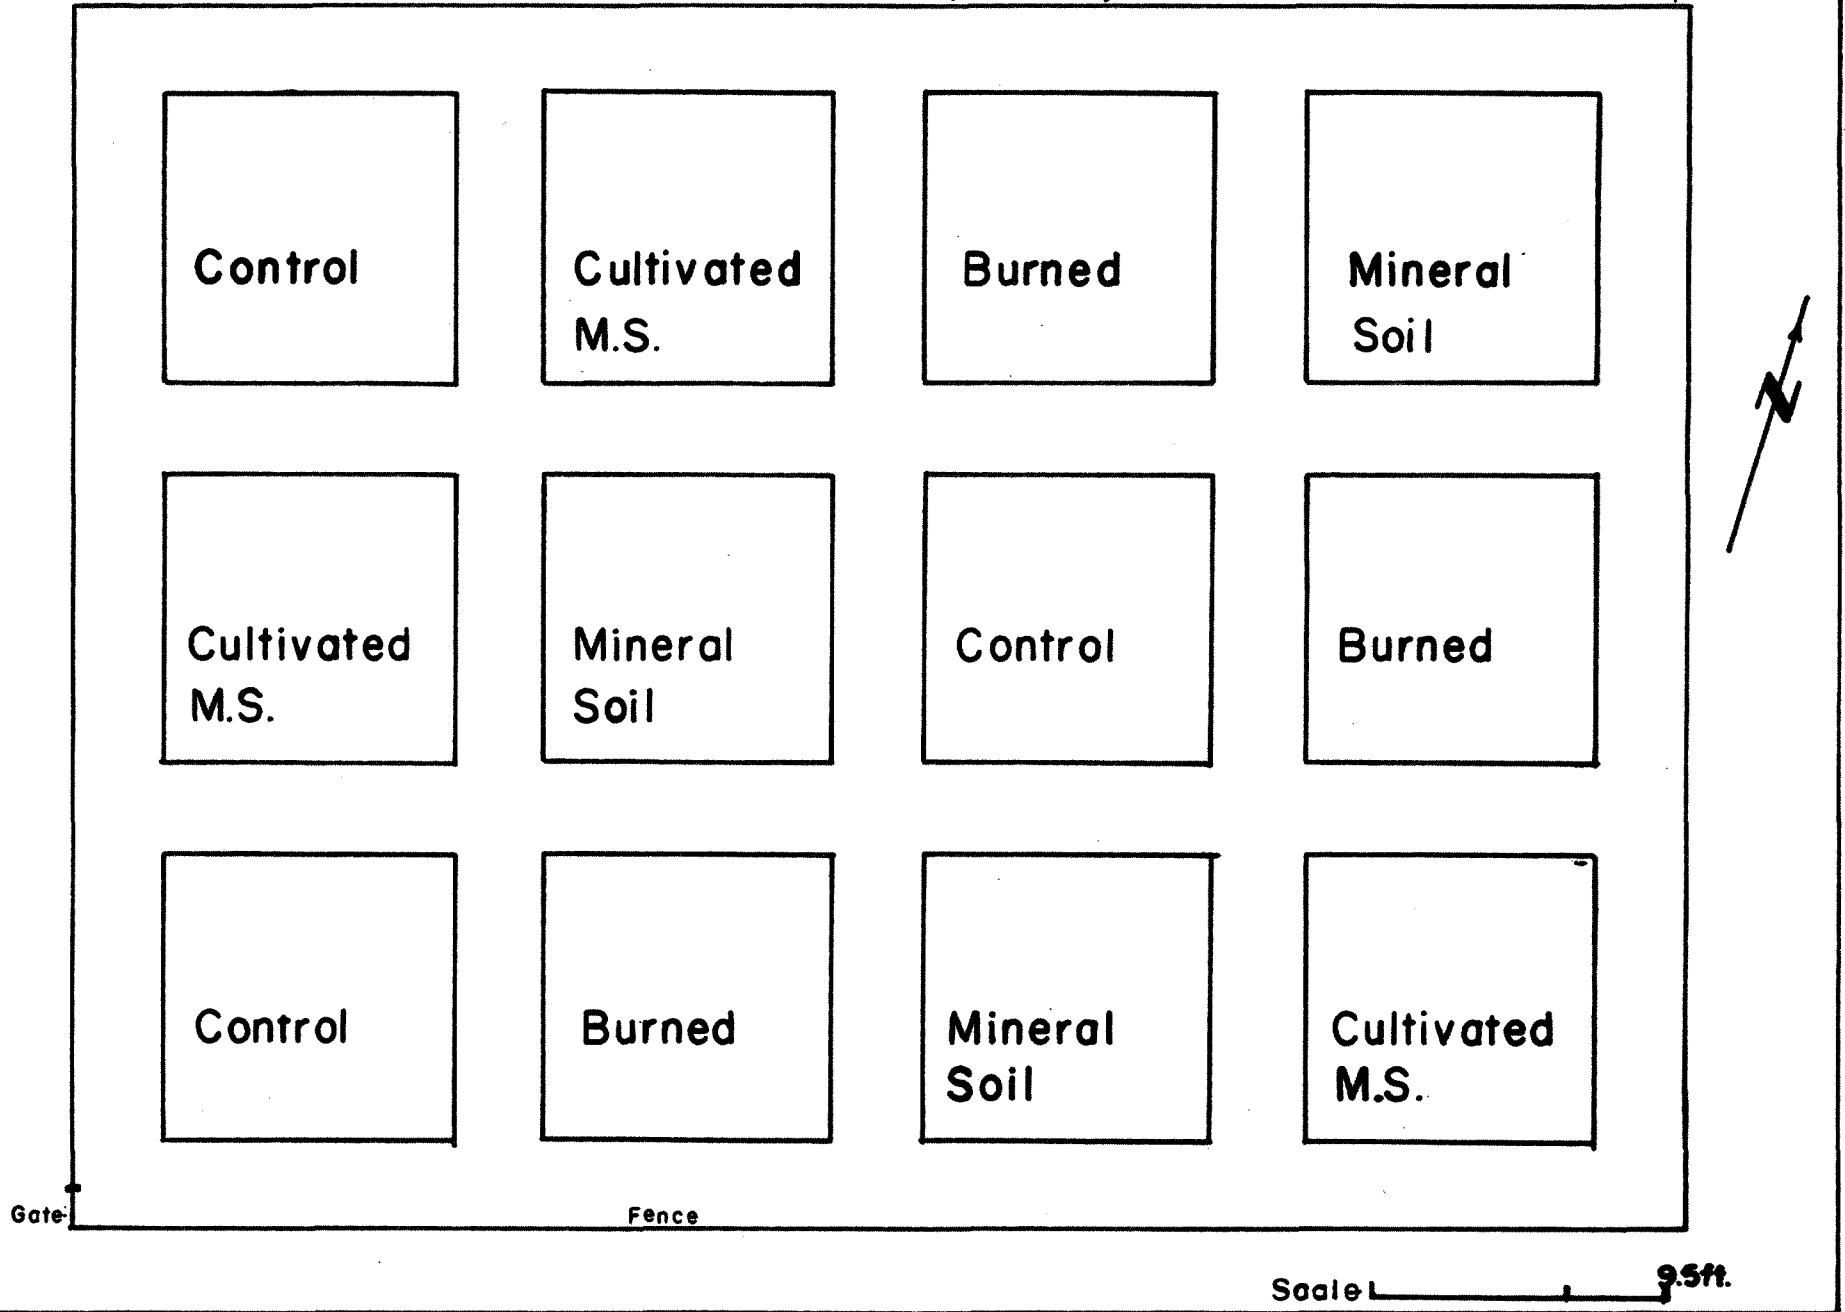 Control
Cultivated
M.S.
Burned
Mineral
Soil
N
Cultivated
M.S.
Mineral
Soil
Control
Burned
Control
Burned
Mineral
Soil
Cultivated
M.S.
Gate
Fence
Scale
9.5ft.